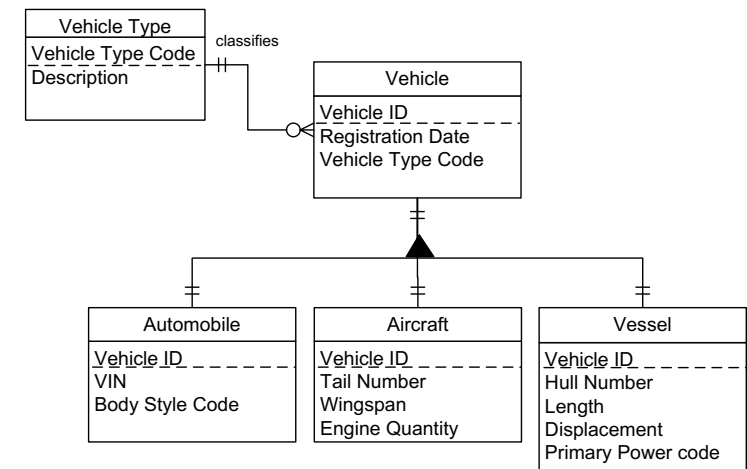 Vehicle Type
Vehicle Type Code
Description
classifies
Vehicle
Vehicle ID
Registration Date
Vehicle Type Code
Automobile
Vehicle ID
VIN
Body Style Code
Aircraft
Vehicle ID
Tail Number
Wingspan
Engine Quantity
Vessel
Vehicle ID
Hull Number
Length
Displacement
Primary Power code